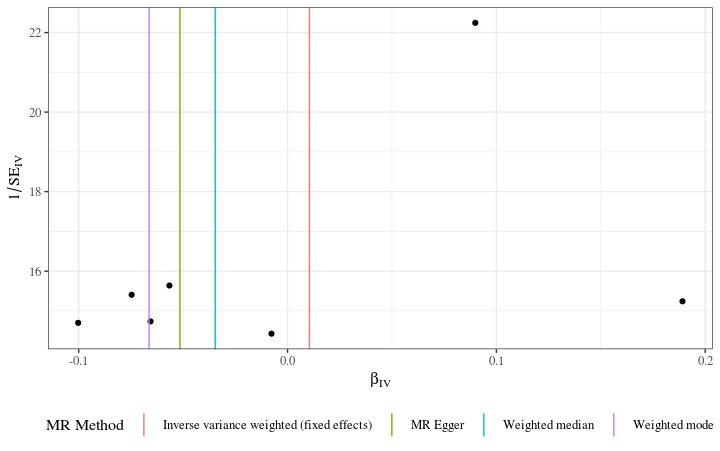 22
20
18
16
1/SE_IV
-0.1 0.0 0.1 0.2
β_IV
MR Method Inverse variance weighted (fixed effects) MR Egger Weighted median Weighted mode